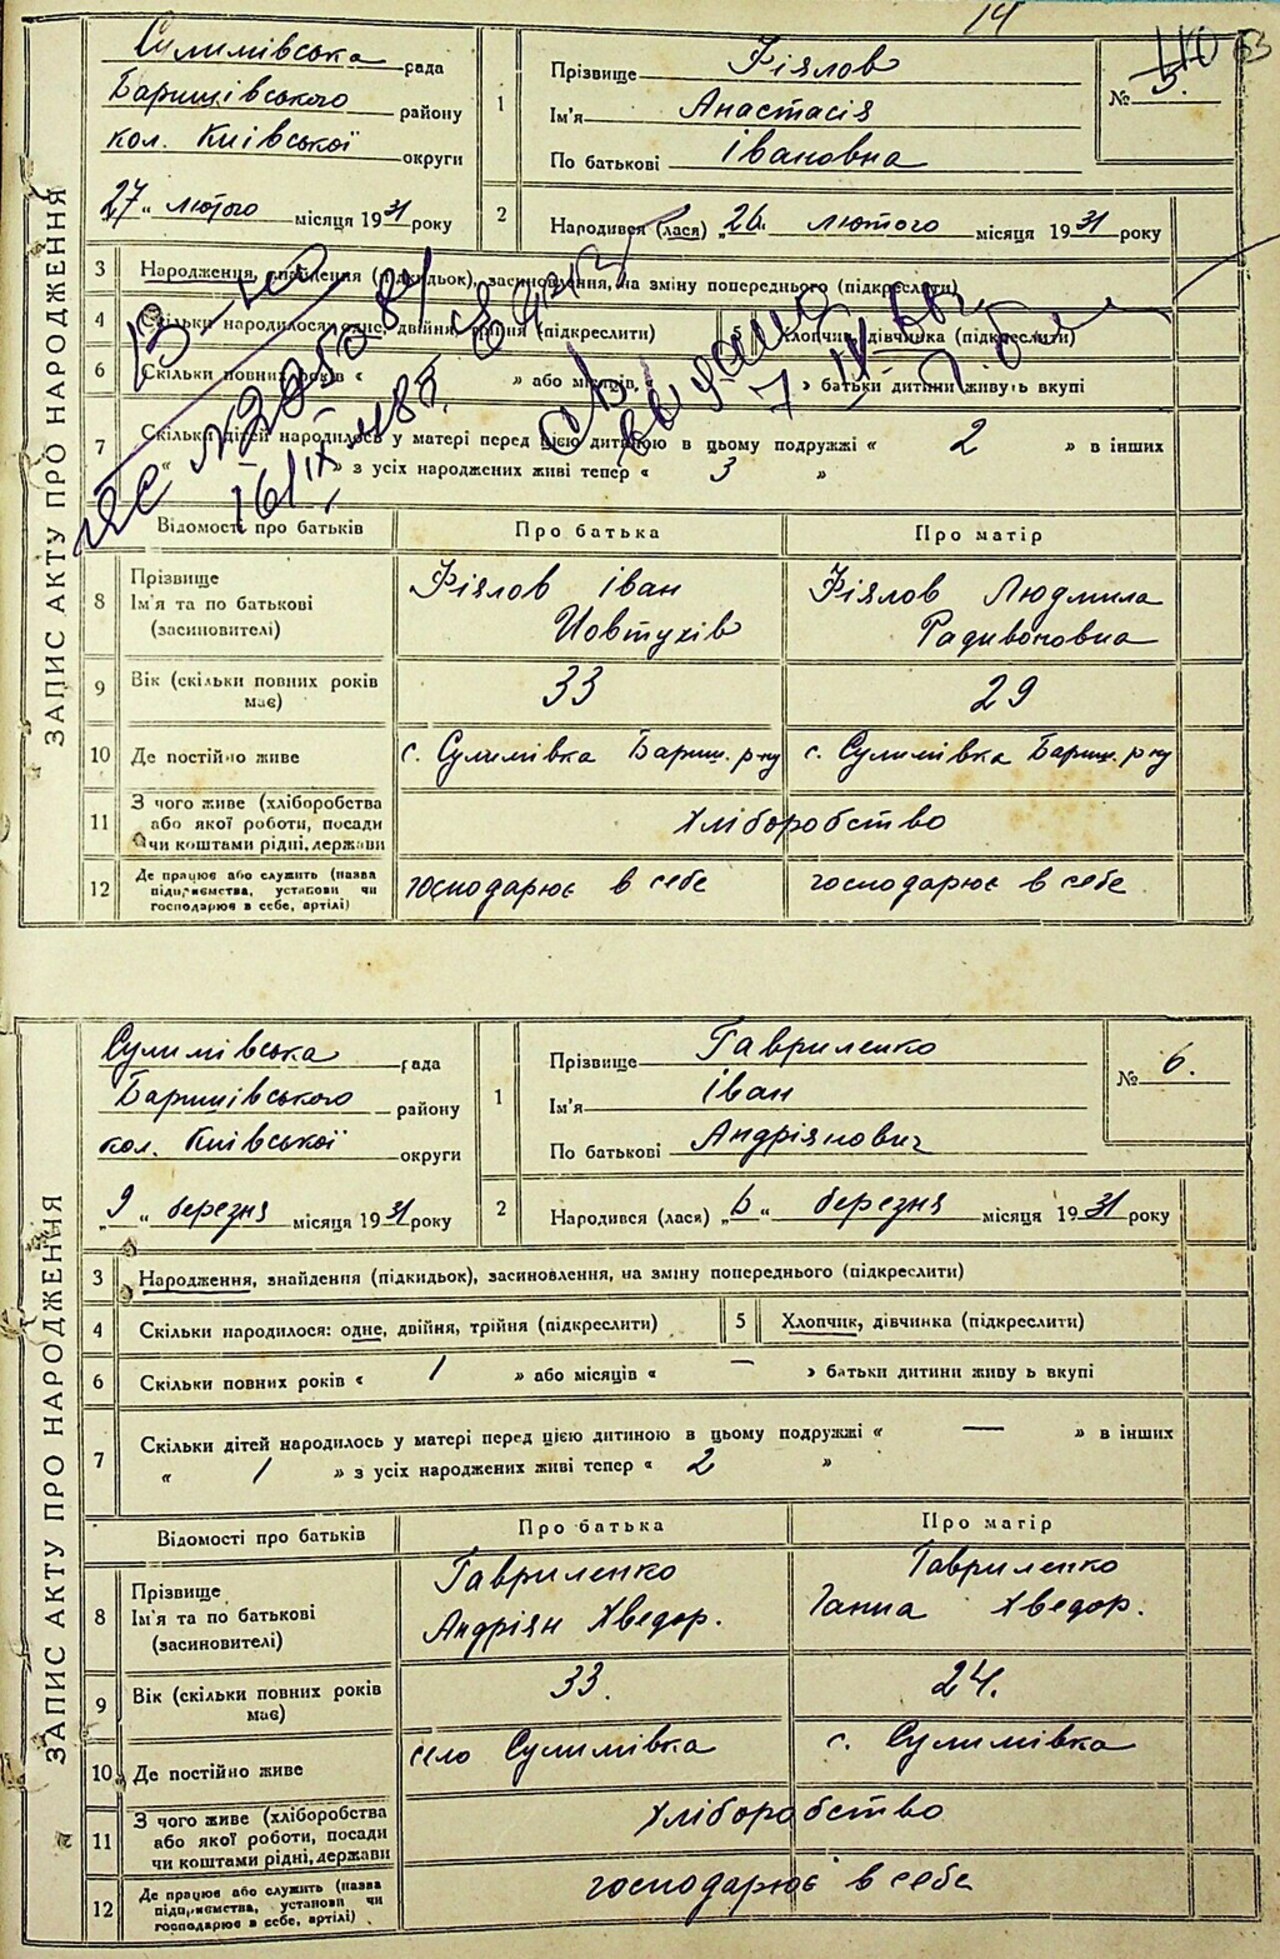 14
Сулимівська рада
Баришівського району
кол. Київської округи
27 " лютого місяця 1931 року
1
Прізвище Фіялов
Ім'я Анастасія
По батькові Івановна
№ 5.
2
Народився (лася) „26" лютого місяця 1931 року
ЗАПИС АКТУ ПРО НАРОДЖЕННЯ
3 Народження, знайдення (підкидьок), засиновлення, на зміну попереднього (підкреслити)
4 Скільки народилося: одне, двійня, трійня (підкреслити) 5 Хлопчик, дівчинка (підкреслити)
6 Скільки повних років « » або місяців « » батьки дитини живуть вкупі
7 Скільки дітей народилось у матері перед цією дитиною в цьому подружжі « 2 » в інших
« » з усіх народжених живі тепер « 3 »
Відомості про батьків Про батька Про матір
8 Прізвище Ім'я та по батькові (засиновителі)
Фіялов Іван
Йовтухів
Фіялов Людмила
Радивоновна
9 Вік (скільки повних років має) 33 29
10 Де постійно живе с. Сулимівка Бариш. р-ну с. Сулимівка Бариш. р-ну
11 З чого живе (хліборобства або якої роботи, посади чи коштами рідні, держави хліборобство
12 Де працює або служить (назва підприємства, установи чи господарює в себе, артілі) господарює в себе господарює в себе
Сулимівська рада
Баришівського району
кол. Київської округи
„9" березня місяця 1931 року
1
Прізвище Гавриленко
Ім'я Іван
По батькові Андріянович
№ 6.
2
Народився (лася) „6" березня місяця 1931 року
ЗАПИС АКТУ ПРО НАРОДЖЕННЯ
3 Народження, знайдення (підкидьок), засиновлення, на зміну попереднього (підкреслити)
4 Скільки народилося: одне, двійня, трійня (підкреслити) 5 Хлопчик, дівчинка (підкреслити)
6 Скільки повних років « 1 » або місяців « — » батьки дитини живу ь вкупі
7 Скільки дітей народилось у матері перед цією дитиною в цьому подружжі « — » в інших
« 1 » з усіх народжених живі тепер « 2 »
Відомості про батьків Про батька Про матір
8 Прізвище Ім'я та по батькові (засиновителі)
Гавриленко
Андріян Хведор.
Гавриленко
Ганна Хведор.
9 Вік (скільки повних років має) 33. 24.
10 Де постійно живе село Сулимівка с. Сулимівка
11 З чого живе (хліборобства або якої роботи, посади чи коштами рідні, держави хліборобство
12 Де працює або служить (назва підприємства, установи чи господарює в себе, артілі) господарює в себе